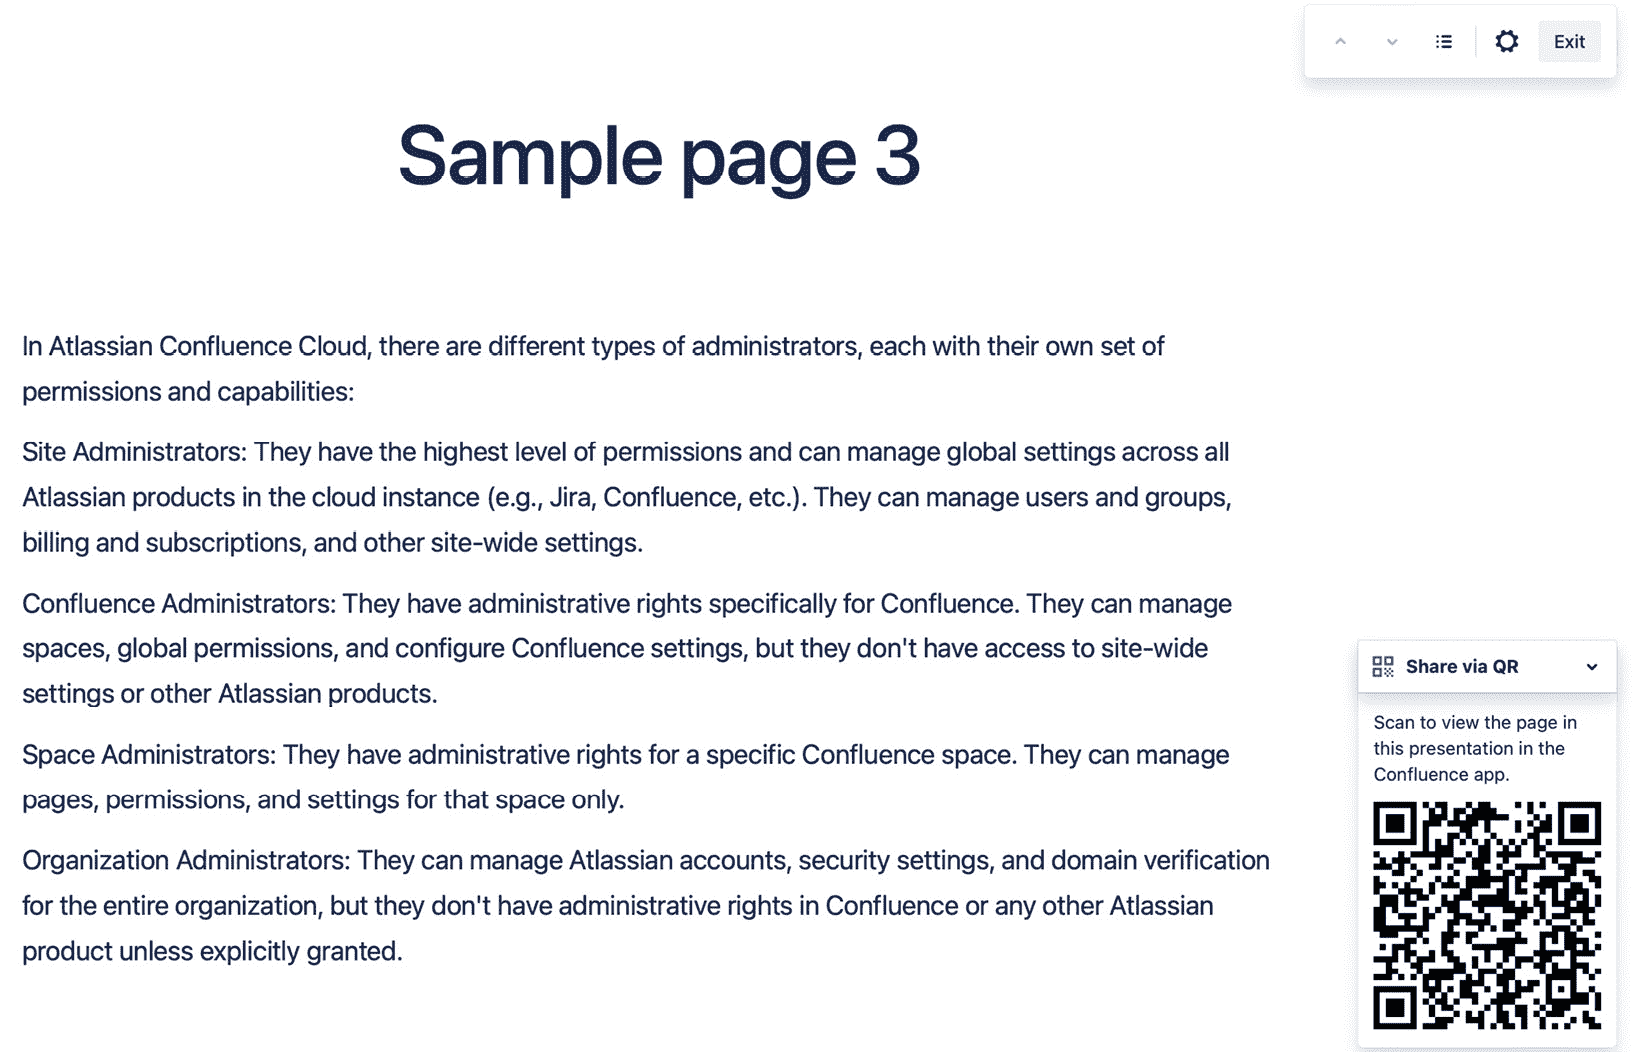 Exit
Sample page 3
In Atlassian Confluence Cloud, there are different types of administrators, each with their own set of
permissions and capabilities:
Site Administrators: They have the highest level of permissions and can manage global settings across all
Atlassian products in the cloud instance (e.g., Jira, Confluence, etc.). They can manage users and groups,
billing and subscriptions, and other site-wide settings.
Confluence Administrators: They have administrative rights specifically for Confluence. They can manage
spaces, global permissions, and configure Confluence settings, but they don't have access to site-wide
settings or other Atlassian products.
Space Administrators: They have administrative rights for a specific Confluence space. They can manage
pages, permissions, and settings for that space only.
Organization Administrators: They can manage Atlassian accounts, security settings, and domain verification
for the entire organization, but they don't have administrative rights in Confluence or any other Atlassian
product unless explicitly granted.
Share via QR
Scan to view the page in
this presentation in the
Confluence app.